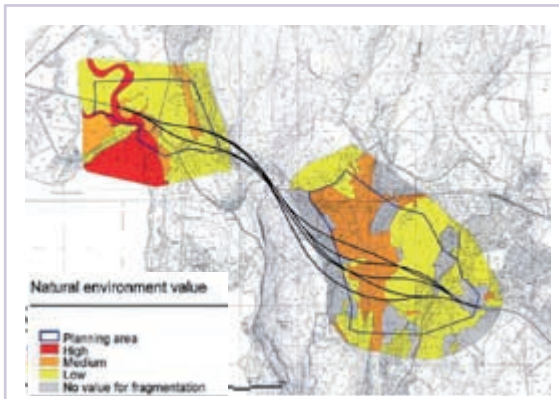 Natural environment value
Planning area
High
Medium
Low
No value for fragmentation